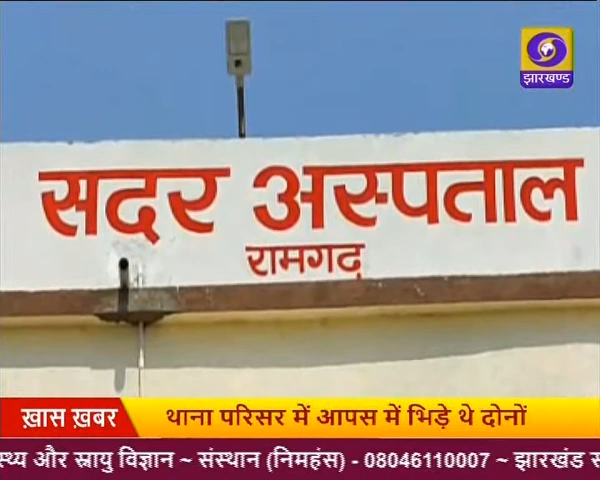 झारखण्ड
सदर अस्पताल
रामगढ़
ख़ास ख़बर
थाना परिसर में आपस में भिड़े थे दोनों
स्थ्य और स्नायु विज्ञान ~ संस्थान (निमहंस) - 08046110007 ~ झारखंड स